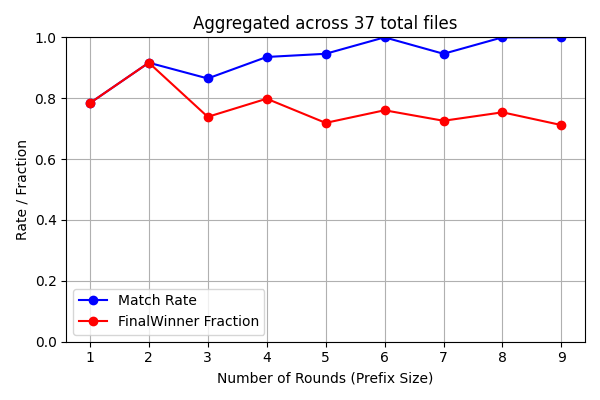 Aggregated across 37 total files
Rate / Fraction
1.0
0.8
0.6
0.4
0.2
0.0
Match Rate
FinalWinner Fraction
1 2 3 4 5 6 7 8 9
Number of Rounds (Prefix Size)